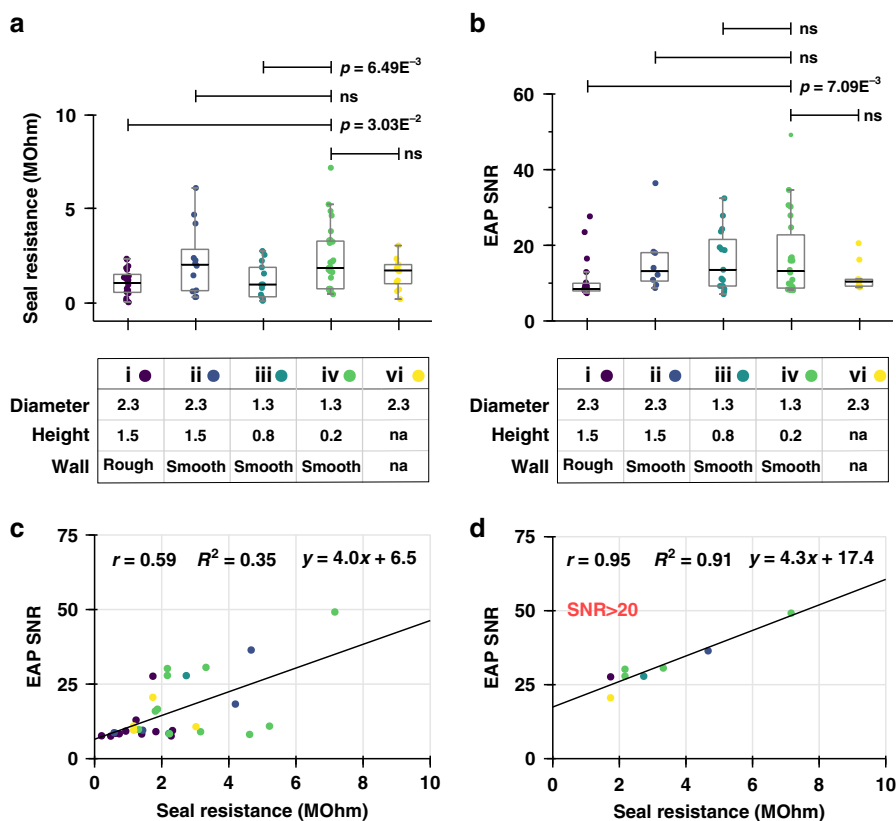 a
p = 6.49E⁻³
ns
p = 3.03E⁻²
ns
10
5
0
Seal resistance (MOhm)
i ii iii iv vi
Diameter 2.3 2.3 1.3 1.3 2.3
Height 1.5 1.5 0.8 0.2 na
Wall Rough Smooth Smooth Smooth na
b
ns
ns
p = 7.09E⁻³
ns
60
40
20
0
EAP SNR
i ii iii iv vi
Diameter 2.3 2.3 1.3 1.3 2.3
Height 1.5 1.5 0.8 0.2 na
Wall Rough Smooth Smooth Smooth na
c
r = 0.59 R² = 0.35 y = 4.0x + 6.5
75
50
25
0
EAP SNR
0 2 4 6 8 10
Seal resistance (MOhm)
d
r = 0.95 R² = 0.91 y = 4.3x + 17.4
SNR>20
75
50
25
0
EAP SNR
0 2 4 6 8 10
Seal resistance (MOhm)